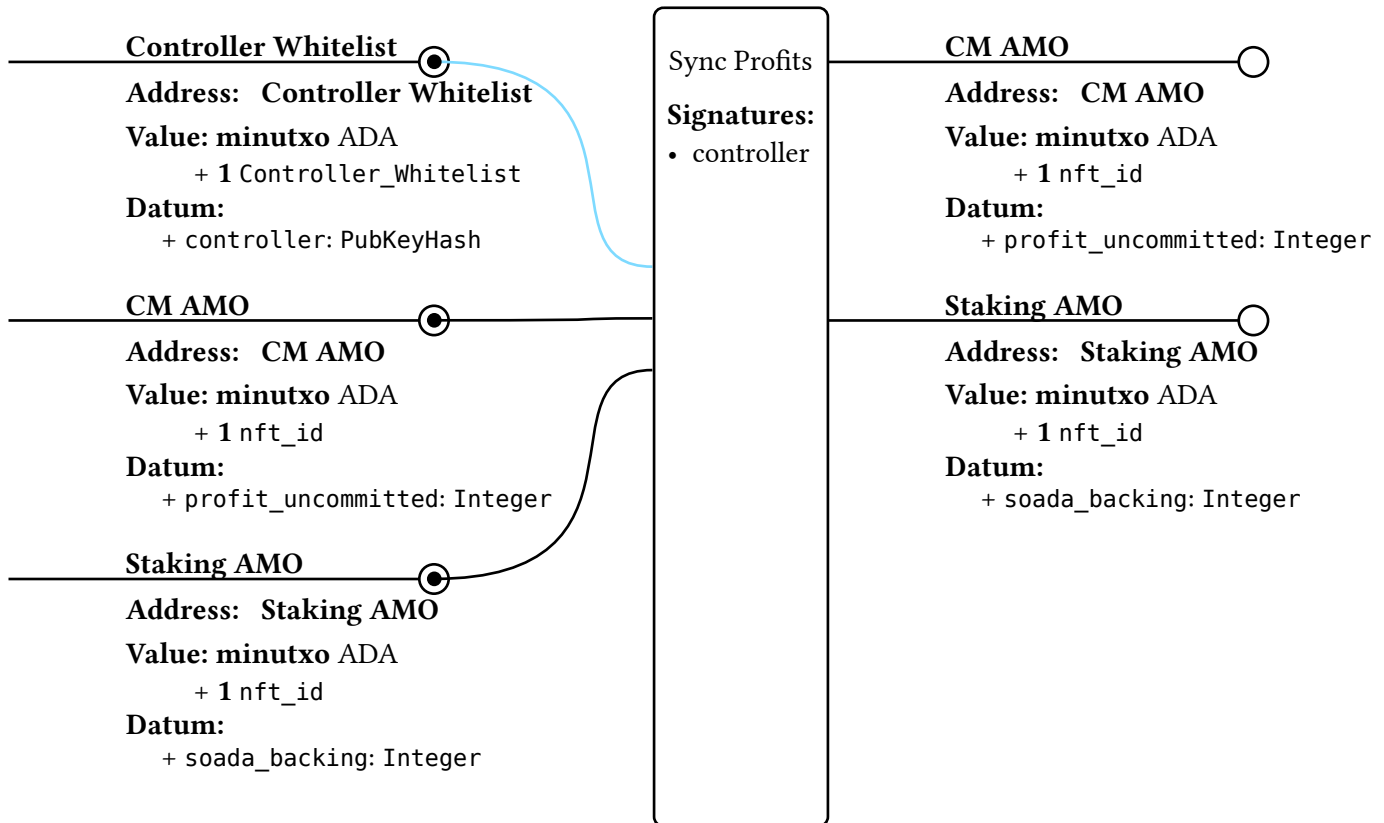 Controller Whitelist
Address: Controller Whitelist
Value: minutxo ADA
+ 1 Controller_Whitelist
Datum:
+ controller: PubKeyHash
CM AMO
Address: CM AMO
Value: minutxo ADA
+ 1 nft_id
Datum:
+ profit_uncommitted: Integer
Staking AMO
Address: Staking AMO
Value: minutxo ADA
+ 1 nft_id
Datum:
+ soada_backing: Integer
Sync Profits
Signatures:
• controller
CM AMO
Address: CM AMO
Value: minutxo ADA
+ 1 nft_id
Datum:
+ profit_uncommitted: Integer
Staking AMO
Address: Staking AMO
Value: minutxo ADA
+ 1 nft_id
Datum:
+ soada_backing: Integer